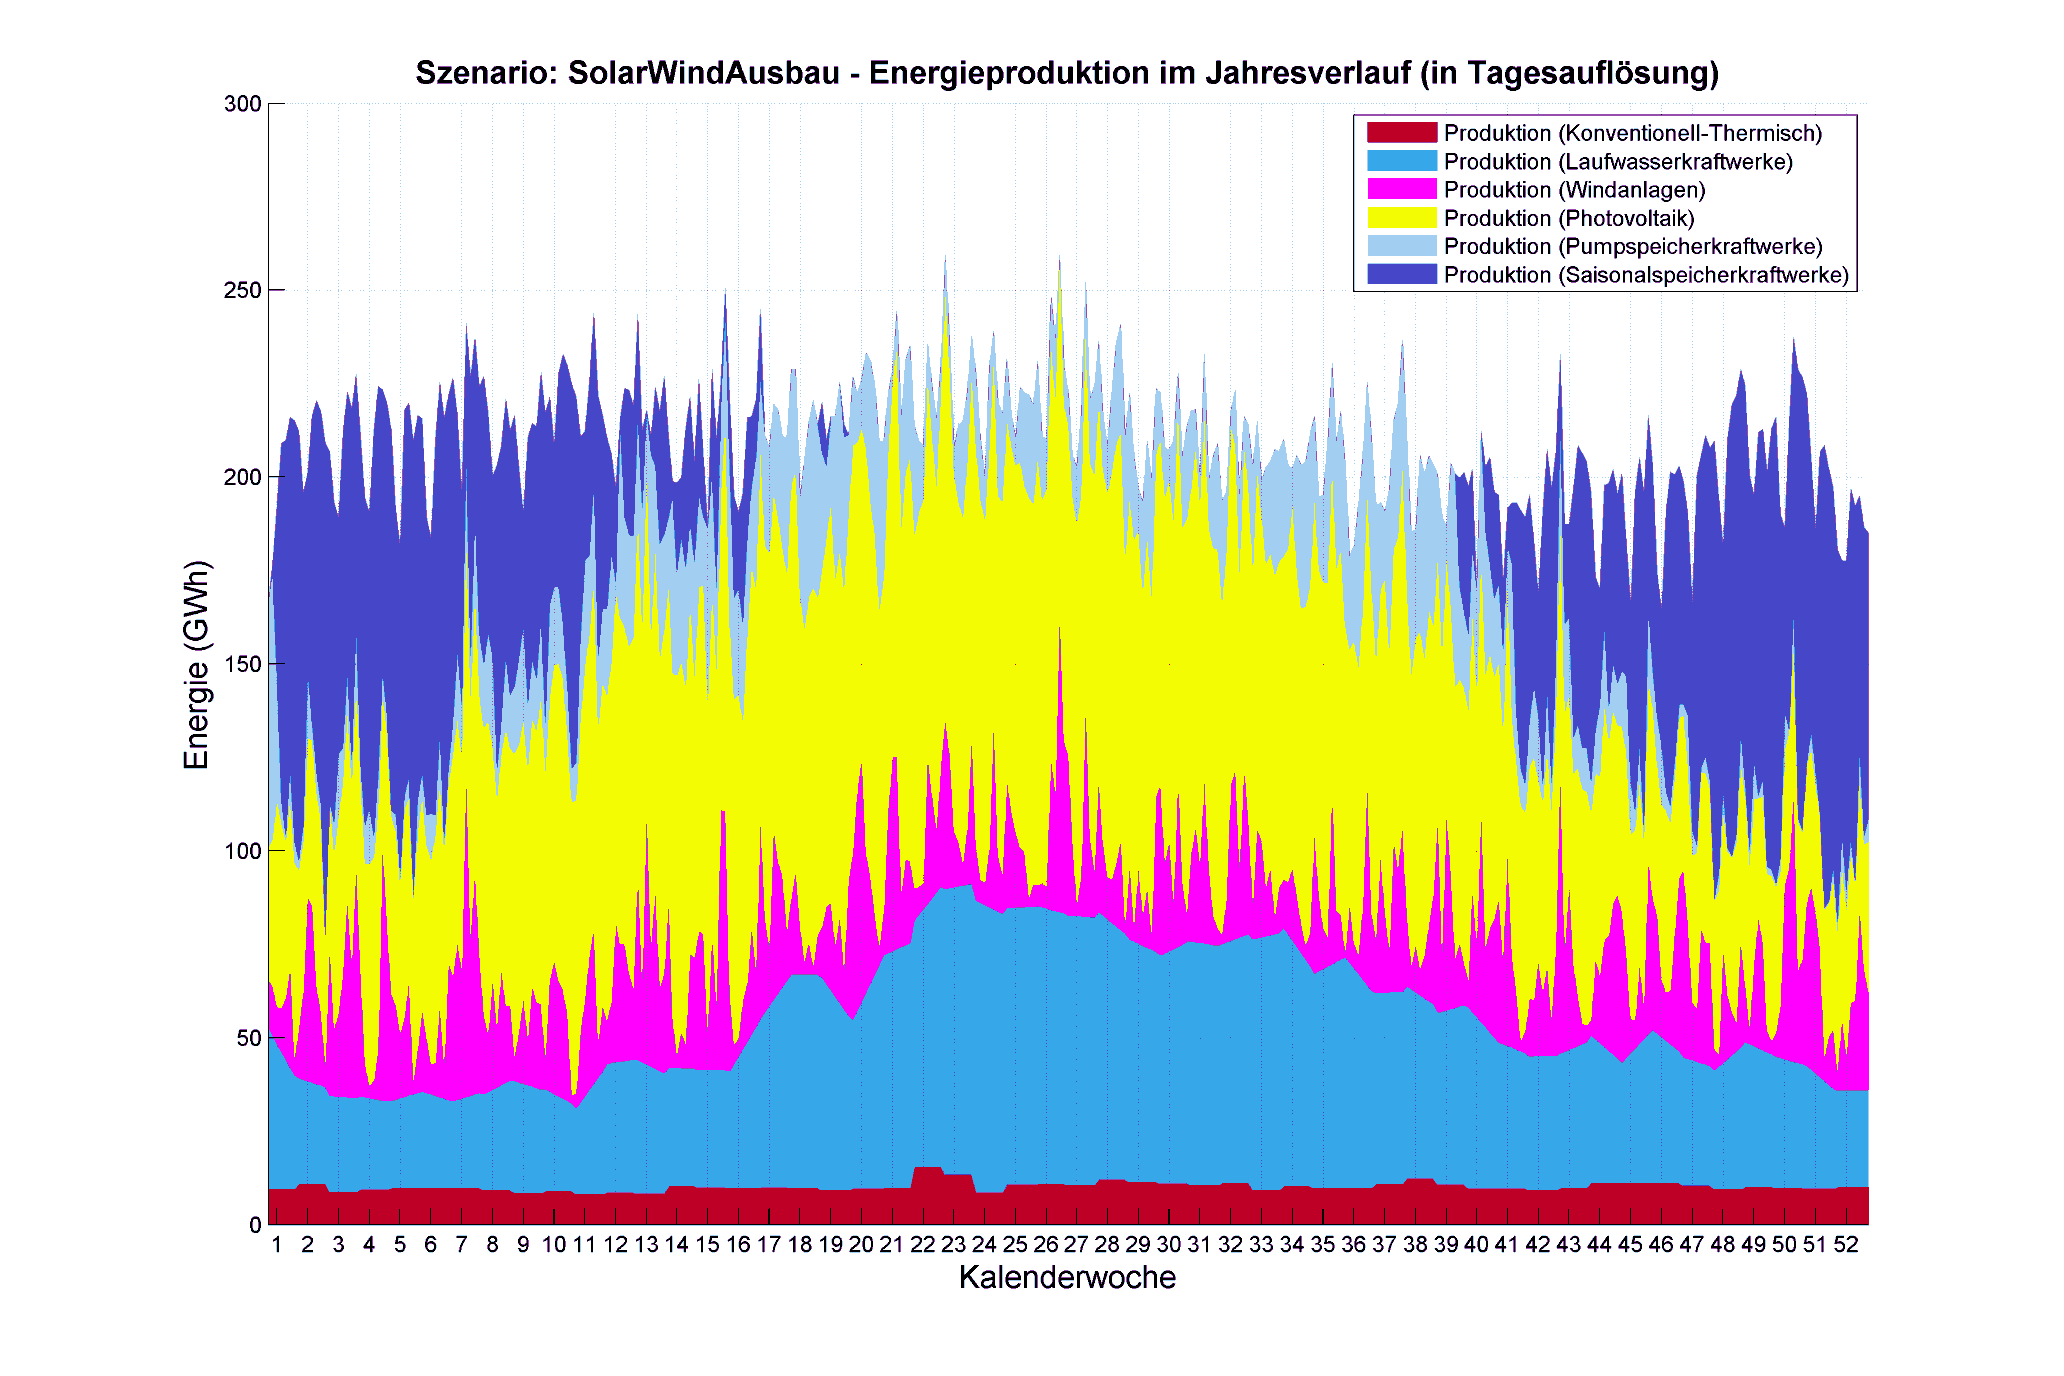 Szenario: SolarWindAusbau - Energieproduktion im Jahresverlauf (in Tagesauflösung)
300
250
200
150
100
50
0
Energie (GWh)
Produktion (Konventionell-Thermisch)
Produktion (Laufwasserkraftwerke)
Produktion (Windanlagen)
Produktion (Photovoltaik)
Produktion (Pumpspeicherkraftwerke)
Produktion (Saisonalspeicherkraftwerke)
1 2 3 4 5 6 7 8 9 10 11 12 13 14 15 16 17 18 19 20 21 22 23 24 25 26 27 28 29 30 31 32 33 34 35 36 37 38 39 40 41 42 43 44 45 46 47 48 49 50 51 52
Kalenderwoche